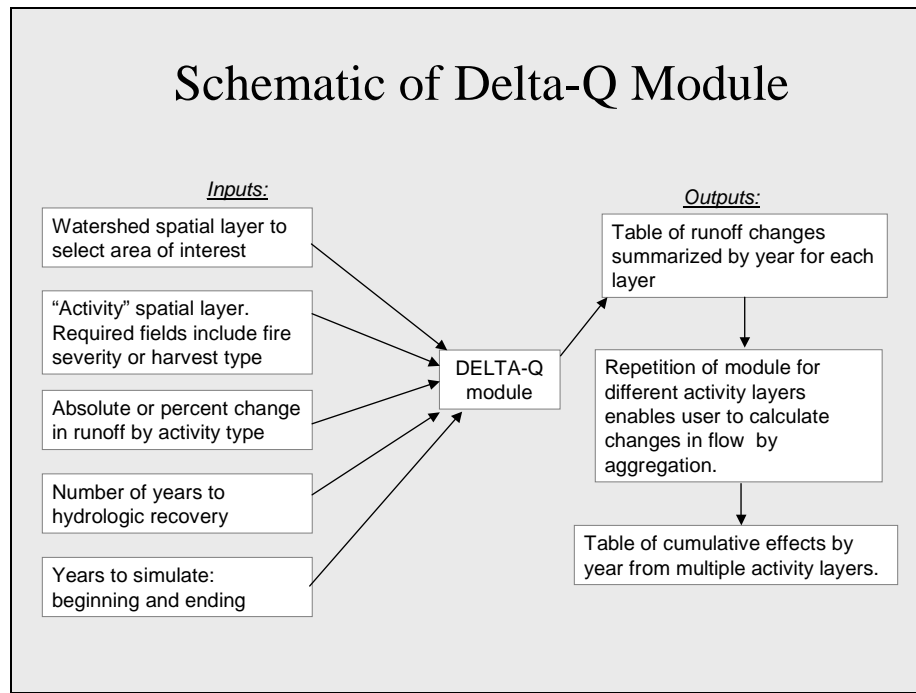 Schematic of Delta-Q Module
Inputs:
Watershed spatial layer to
select area of interest
“Activity” spatial layer.
Required fields include fire
severity or harvest type
Absolute or percent change
in runoff by activity type
Number of years to
hydrologic recovery
Years to simulate:
beginning and ending
DELTA-Q
module
Outputs:
Table of runoff changes
summarized by year for each
layer
Repetition of module for
different activity layers
enables user to calculate
changes in flow by
aggregation.
Table of cumulative effects by
year from multiple activity layers.